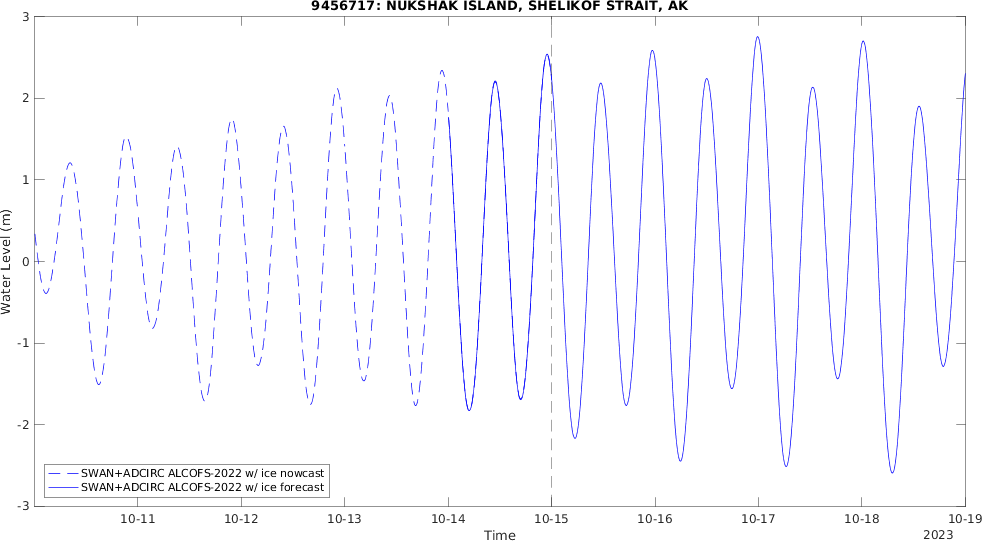 9456717: NUKSHAK ISLAND, SHELIKOF STRAIT, AK
3
2
1
0
-1
-2
-3
Water Level (m)
SWAN+ADCIRC ALCOFS-2022 w/ ice nowcast
SWAN+ADCIRC ALCOFS-2022 w/ ice forecast
10-11 10-12 10-13 10-14 10-15 10-16 10-17 10-18 10-19
Time
2023